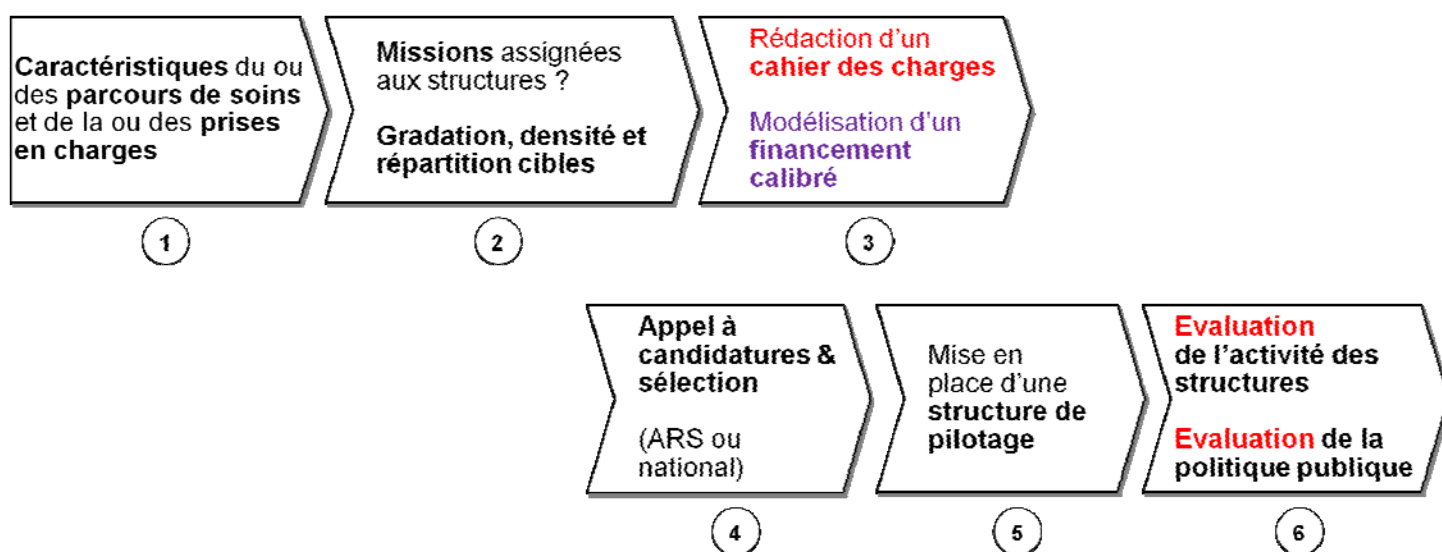 Caractéristiques du ou
des parcours de soins
et de la ou des prises
en charges
1
Missions assignées
aux structures ?
Gradation, densité et
répartition cibles
2
Rédaction d'un
cahier des charges
Modélisation d'un
financement
calibré
3
Appel à
candidatures &
sélection
(ARS ou
national)
4
Mise en
place d'une
structure de
pilotage
5
Evaluation
de l'activité des
structures
Evaluation de la
politique publique
6